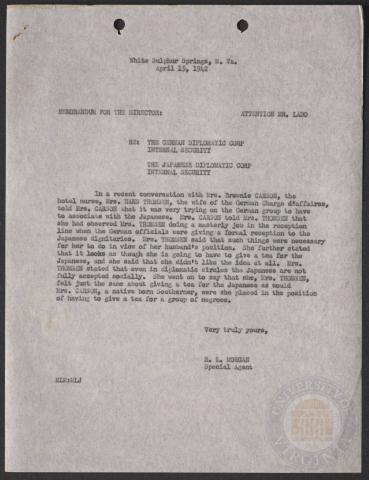 White Sulphur Springs, W. Va.
April 15, 1942
MEMORANDUM FOR THE DIRECTOR:
ATTENTION MR. LADD
RE: THE GERMAN DIPLOMATIC CORP
INTERNAL SECURITY
THE JAPANESE DIPLOMATIC CORP
INTERNAL SECURITY
In a recent conversation with Mrs. Brownie CARSON, the
hotel nurse, Mrs. HANS THOMSEN, the wife of the German Charge d'affaires,
told Mrs. CARSON that it was very trying on the German group to have
to associate with the Japanese. Mrs. CARSON told Mrs. THOMSEN that
she had observed Mrs. THOMSEN doing a masterly job in the reception
line when the German officials were giving a formal reception to the
Japanese dignitaries. Mrs. THOMSEN said that such things were necessary
for her to do in view of her husband's position. She further stated
that it looks as though she is going to have to give a tea for the
Japanese, and she said that she didn't like the idea at all. Mrs.
THOMSEN stated that even in diplomatic circles the Japanese are not
fully accepted socially. She went on to say that she, Mrs. THOMSEN,
felt just the same about giving a tea for the Japanese as would
Mrs. CARSON, a native born Southerner, were she placed in the position
of having to give a tea for a group of negroes.
Very truly yours,
MORGAN
Special Agent
UNIVERSITY OF VIRGINIA